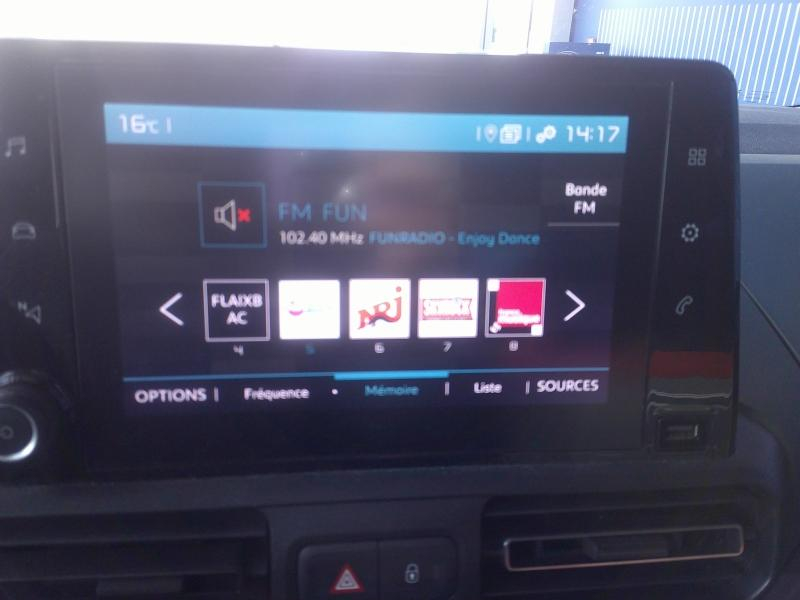 16°C
14:17
Bande
FM
FM FUN
102.40 MHz FUNRADIO - Enjoy Dance
FLAIXB
AC
NRJ
4 5 6 7 8
OPTIONS Fréquence • Mémoire Liste SOURCES
N